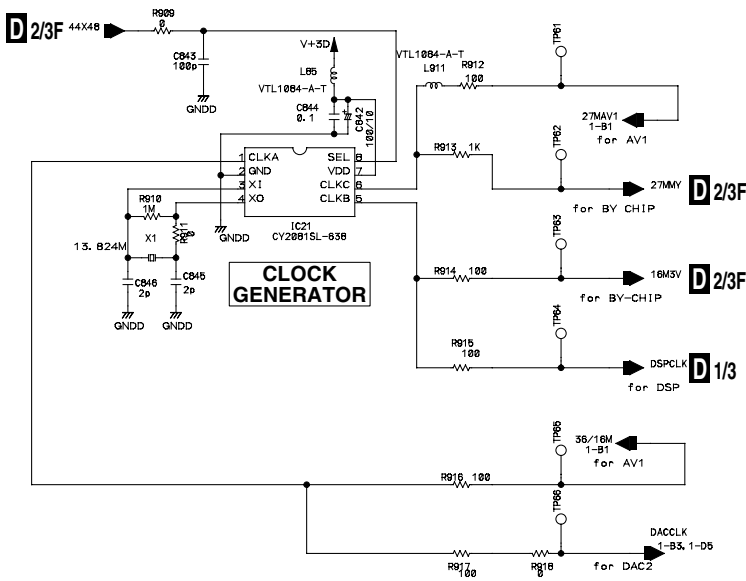 D 2/3F 44X48
R909
0
C843
100p
GNDD
V+3D
L85
VTL1084-A-T
C844
0.1
+
C842
100/10
VTL1084-A-T
L911
R912
100
TP61
27MAV1
1-B1
for AV1
R913 1K
TP62
27MMY D 2/3F
for BY CHIP
1 CLKA SEL 8
2 GND VDD 7
3 XI CLKC 6
4 XO CLKB 5
IC21
CY2081SL-638
GNDD
R910
1M
R911
0
X1
13.824M
C846
2p
C845
2p
GNDD
GNDD
CLOCK
GENERATOR
TP63
R914 100
16M3V D 2/3F
for BY-CHIP
TP64
R915
100
DSPCLK D 1/3
for DSP
TP65
36/16M
1-B1
for AV1
R916 100
TP66
DACCLK
1-B3.1-D5
R917
100
R918
0
for DAC2